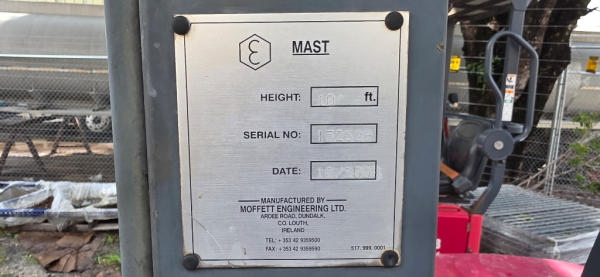 MAST
HEIGHT: 10' ft.
SERIAL NO:
DATE:
MANUFACTURED BY
MOFFETT ENGINEERING LTD.
ARDEE ROAD, DUNDALK,
CO. LOUTH,
IRELAND
TEL: + 353 42 9359500
FAX: + 353 42 9359590
517. 999. 0001